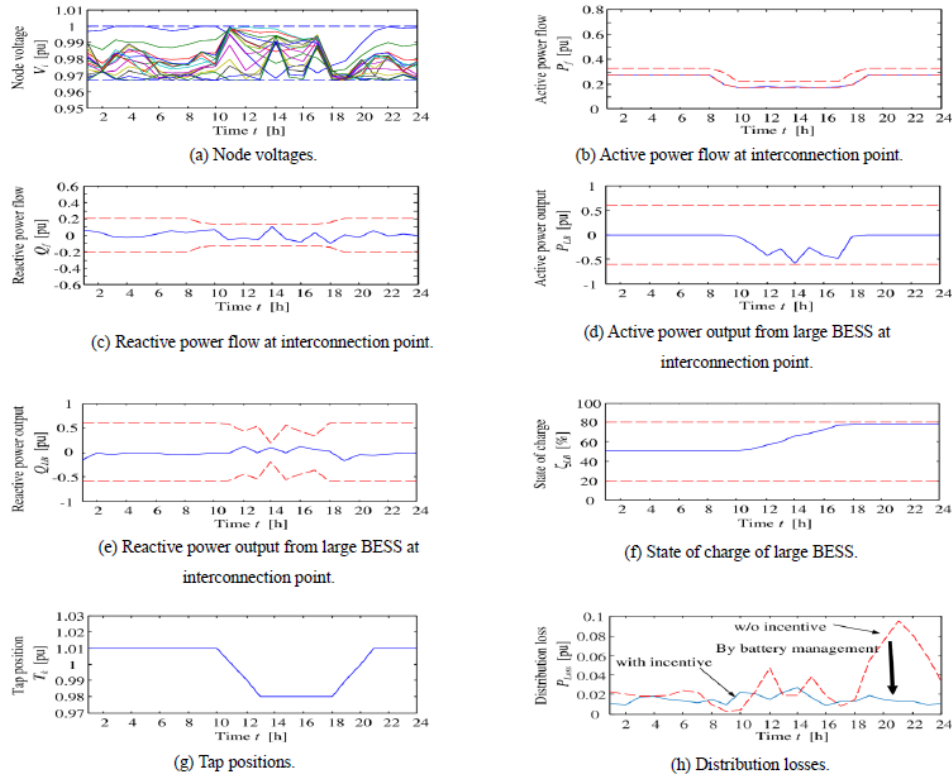 Node voltage
V_i [pu]
1
0.99
0.98
0.97
0.96
0.95
2 4 6 8 10 12 14 16 18 20 22 24
Time t [h]
(a) Node voltages.
Active power flow
P_f [pu]
0.8
0.6
0.4
0.2
0
2 4 6 8 10 12 14 16 18 20 22 24
Time t [h]
(b) Active power flow at interconnection point.
Reactive power flow
Q_f [pu]
0.6
0.4
0.2
0
-0.2
-0.4
-0.6
2 4 6 8 10 12 14 16 18 20 22 24
Time t [h]
(c) Reactive power flow at interconnection point.
Active power output
P_LB [pu]
1
0.5
0
-0.5
-1
2 4 6 8 10 12 14 16 18 20 22 24
Time t [h]
(d) Active power output from large BESS at
interconnection point.
Reactive power output
Q_LB [pu]
1
0.5
0
-0.5
-1
2 4 6 8 10 12 14 16 18 20 22 24
Time t [h]
(e) Reactive power output from large BESS at
interconnection point.
State of charge
ζ_LB [%]
100
80
60
40
20
0
2 4 6 8 10 12 14 16 18 20 22 24
Time t [h]
(f) State of charge of large BESS.
Tap position
T_k [pu]
1.03
1.02
1.01
1
0.99
0.98
0.97
2 4 6 8 10 12 14 16 18 20 22 24
Time t [h]
(g) Tap positions.
Distribution loss
P_Loss [pu]
0.1
0.08
0.06
0.04
0.02
0
w/o incentive
By battery management
with incentive
2 4 6 8 10 12 14 16 18 20 22 24
Time t [h]
(h) Distribution losses.